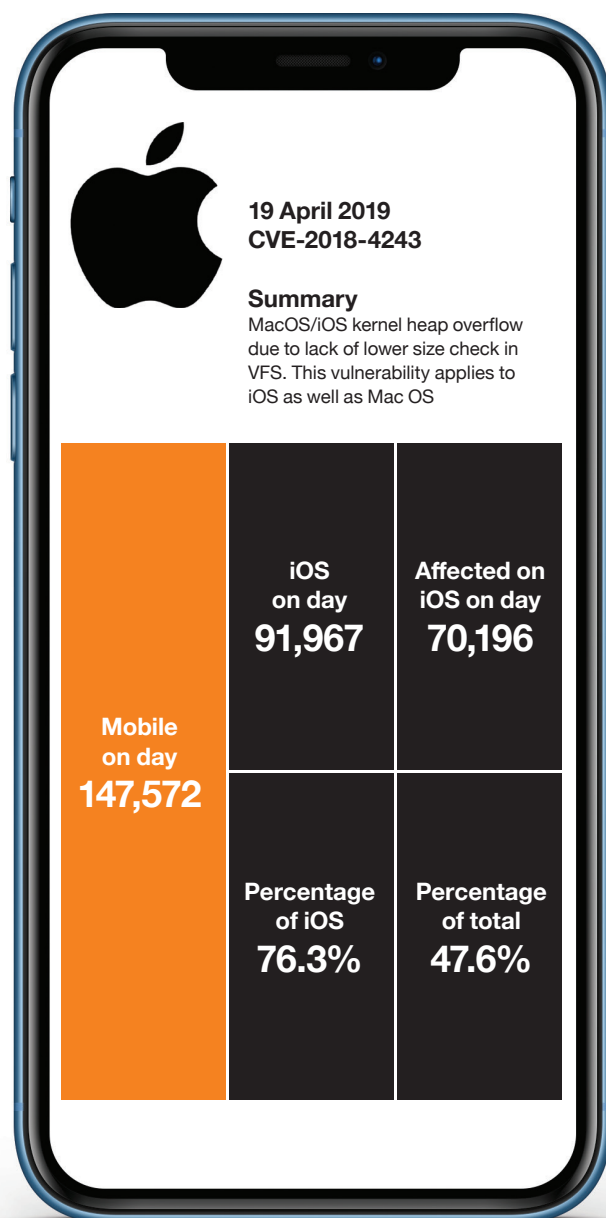 19 April 2019
CVE-2018-4243
Summary
MacOS/iOS kernel heap overflow
due to lack of lower size check in
VFS. This vulnerability applies to
iOS as well as Mac OS
Mobile
on day
147,572
iOS
on day
91,967
Affected on
iOS on day
70,196
Percentage
of iOS
76.3%
Percentage
of total
47.6%